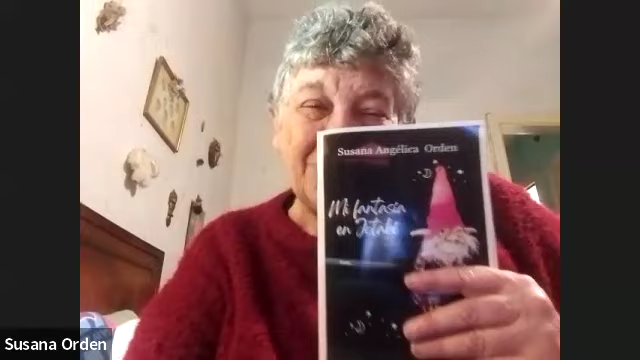 Susana Angélica Orden
Mi fantasía
en Jotabé
Susana Orden